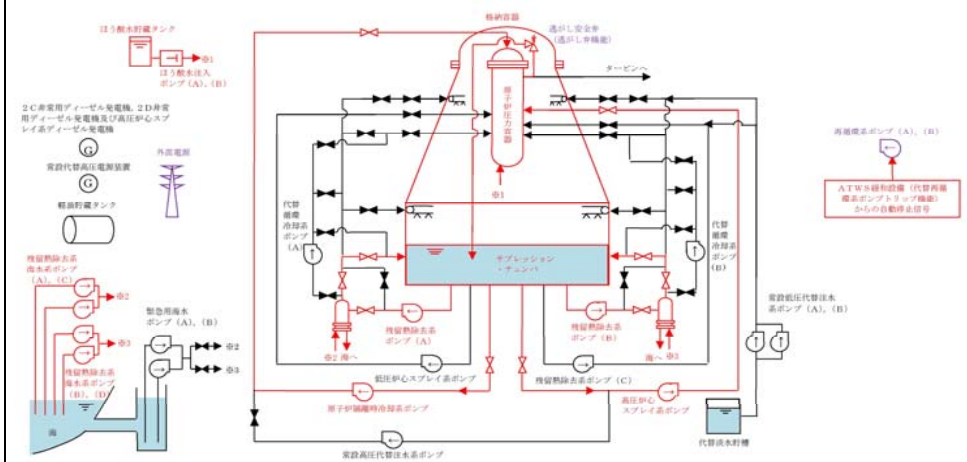 ほう酸水貯蔵タンク
※1
ほう酸水注入
ポンプ(A),(B)
2C非常用ディーゼル発電機,2D非常
用ディーゼル発電機及び高圧炉心スプ
レイ系ディーゼル発電機
G
常設代替高圧電源装置
G
外部電源
軽油貯蔵タンク
残留熱除去系
海水系ポンプ
(A),(C)
※2
※3
残留熱除去系
海水系ポンプ
(B),(D)
海
緊急用海水
ポンプ(A),(B)
※2
※3
格納容器
逃がし安全弁
(逃がし弁機能)
タービンへ
原子炉圧力容器
※1
代替
循環
冷却系
ポンプ
(A)
サプレッション
・チェンバ
代替
循環
冷却系
ポンプ
(B)
残留熱除去系
ポンプ(A)
※2
海へ
残留熱除去系
ポンプ(B)
海へ
※3
低圧炉心スプレイ系ポンプ
残留熱除去系ポンプ(C)
原子炉隔離時冷却系ポンプ
高圧炉心
スプレイ系ポンプ
常設高圧代替注水系ポンプ
常設低圧代替注水
系ポンプ(A),(B)
代替淡水貯槽
再循環系ポンプ(A),(B)
ATWS緩和設備(代替再循
環系ポンプトリップ機能)
からの自動停止信号